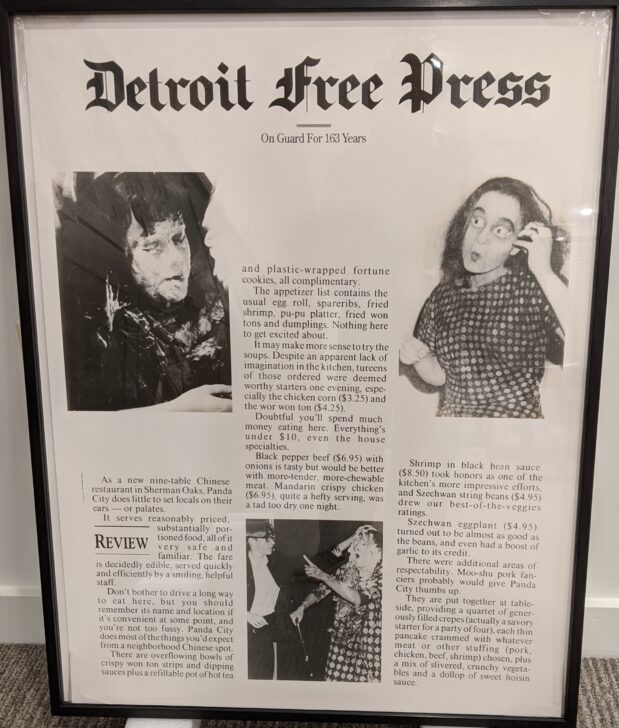 Detroit Free Press
On Guard For 163 Years
As a new nine-table Chinese
restaurant in Sherman Oaks, Panda
City does little to set locals on their
ears — or palates.
It serves reasonably priced,
substantially por-
tioned food, all of it
very safe and
familiar. The fare
REVIEW
is decidedly edible, served quickly
and efficiently by a smiling, helpful
staff.
Don't bother to drive a long way
to eat here, but you should
remember its name and location if
it's convenient at some point, and
you're not too fussy. Panda City
does most of the things you'd expect
from a neighborhood Chinese spot.
There are overflowing bowls of
crispy won ton strips and dipping
sauces plus a refillable pot of hot tea
and plastic-wrapped fortune
cookies, all complimentary.
The appetizer list contains the
usual egg roll, spareribs, fried
shrimp, pu-pu platter, fried won
tons and dumplings. Nothing here
to get excited about.
It may make more sense to try the
soups. Despite an apparent lack of
imagination in the kitchen, tureens
of those ordered were deemed
worthy starters one evening, espe-
cially the chicken corn ($3.25) and
the wor won ton ($4.25).
Doubtful you'll spend much
money eating here. Everything's
under $10, even the house
specialties.
Black pepper beef ($6.95) with
onions is tasty but would be better
with more-tender, more-chewable
meat. Mandarin crispy chicken
($6.95), quite a hefty serving, was
a tad too dry one night.
Shrimp in black bean sauce
($8.50) took honors as one of the
kitchen's more impressive efforts,
and Szechwan string beans ($4.95)
drew our best-of-the-veggies
ratings.
Szechwan eggplant ($4.95)
turned out to be almost as good as
the beans, and even had a boost of
garlic to its credit.
There were additional areas of
respectability. Moo-shu pork fan-
ciers probably would give Panda
City thumbs up.
They are put together at table-
side, providing a quartet of gener-
ously filled crepes (actually a savory
starter for a party of four), each thin
pancake crammed with whatever
meat or other stuffing (pork,
chicken, beef, shrimp) chosen, plus
a mix of slivered, crunchy vegeta-
bles and a dollop of sweet hoisin
sauce.